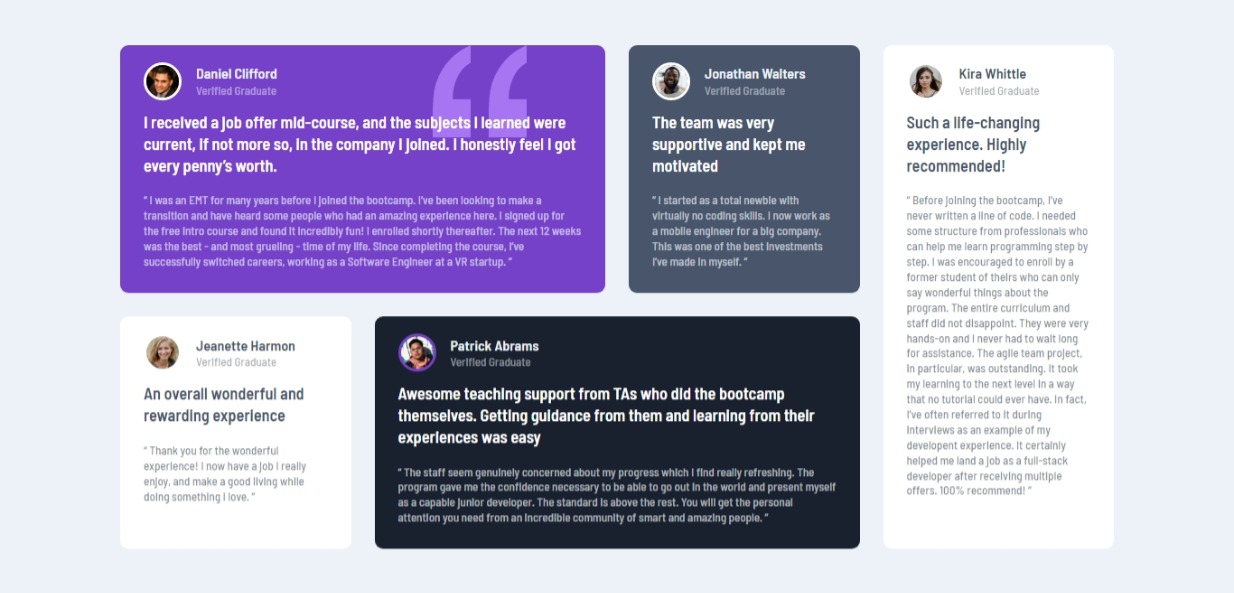 Daniel Clifford
Verified Graduate
I received a job offer mid-course, and the subjects I learned were
current, if not more so, in the company I joined. I honestly feel I got
every penny’s worth.
“ I was an EMT for many years before I joined the bootcamp. I’ve been looking to make a
transition and have heard some people who had an amazing experience here. I signed up for
the free intro course and found it incredibly fun! I enrolled shortly thereafter. The next 12 weeks
was the best - and most grueling - time of my life. Since completing the course, I’ve
successfully switched careers, working as a Software Engineer at a VR startup. ”
Jonathan Walters
Verified Graduate
The team was very
supportive and kept me
motivated
“ I started as a total newbie with
virtually no coding skills. I now work as
a mobile engineer for a big company.
This was one of the best investments
I’ve made in myself. ”
Kira Whittle
Verified Graduate
Such a life-changing
experience. Highly
recommended!
“ Before joining the bootcamp, I’ve
never written a line of code. I needed
some structure from professionals who
can help me learn programming step by
step. I was encouraged to enroll by a
former student of theirs who can only
say wonderful things about the
program. The entire curriculum and
staff did not disappoint. They were very
hands-on and I never had to wait long
for assistance. The agile team project,
in particular, was outstanding. It took
my learning to the next level in a way
that no tutorial could ever have. In fact,
I’ve often referred to it during
interviews as an example of my
developent experience. It certainly
helped me land a job as a full-stack
developer after receiving multiple
offers. 100% recommend! ”
Jeanette Harmon
Verified Graduate
An overall wonderful and
rewarding experience
“ Thank you for the wonderful
experience! I now have a job I really
enjoy, and make a good living while
doing something I love. ”
Patrick Abrams
Verified Graduate
Awesome teaching support from TAs who did the bootcamp
themselves. Getting guidance from them and learning from their
experiences was easy
“ The staff seem genuinely concerned about my progress which I find really refreshing. The
program gave me the confidence necessary to be able to go out in the world and present myself
as a capable junior developer. The standard is above the rest. You will get the personal
attention you need from an incredible community of smart and amazing people. ”